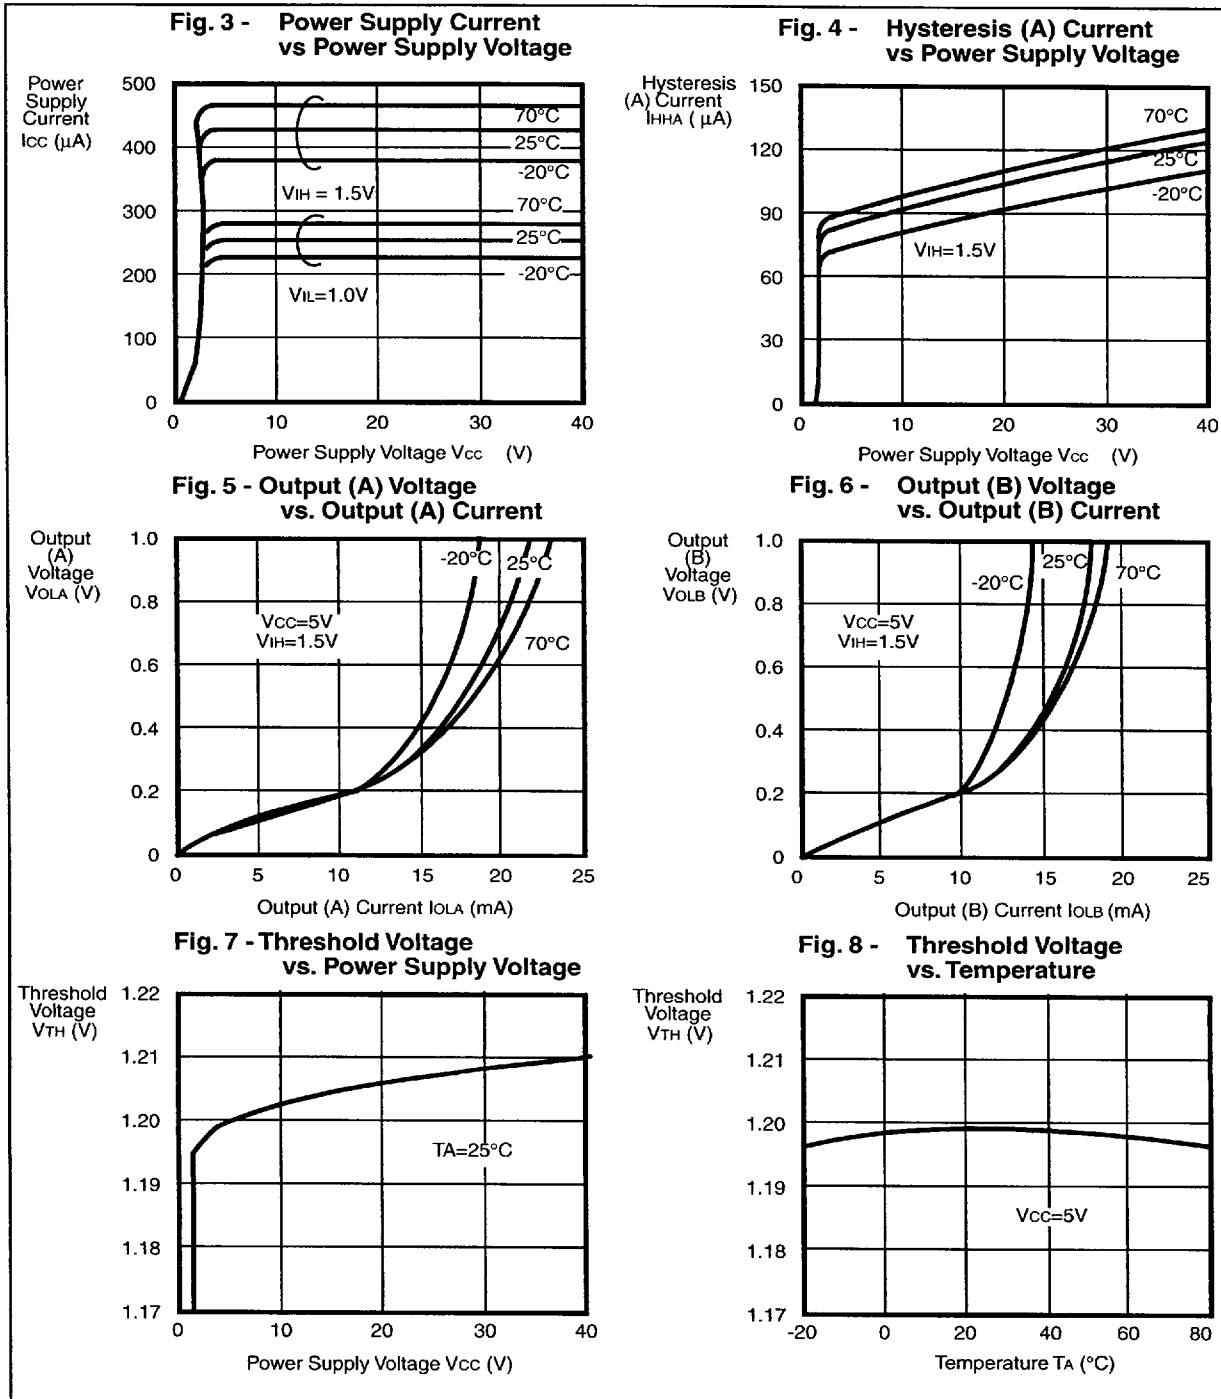 Fig. 3 - Power Supply Current
vs Power Supply Voltage
Power
Supply
Current
ICC (µA)
500
400
300
200
100
0
70°C
25°C
-20°C
VIH = 1.5V
70°C
25°C
-20°C
VIL=1.0V
0 10 20 30 40
Power Supply Voltage VCC (V)
Fig. 4 - Hysteresis (A) Current
vs Power Supply Voltage
Hysteresis
(A) Current
IHHA ( µA)
150
120
90
60
30
0
70°C
25°C
-20°C
VIH=1.5V
0 10 20 30 40
Power Supply Voltage VCC (V)
Fig. 5 - Output (A) Voltage
vs. Output (A) Current
Output
(A)
Voltage
VOLA (V)
1.0
0.8
0.6
0.4
0.2
0
-20°C 25°C
70°C
VCC=5V
VIH=1.5V
0 5 10 15 20 25
Output (A) Current IOLA (mA)
Fig. 6 - Output (B) Voltage
vs. Output (B) Current
Output
(B)
Voltage
VOLB (V)
1.0
0.8
0.6
0.4
0.2
0
-20°C 25°C 70°C
VCC=5V
VIH=1.5V
0 5 10 15 20 25
Output (B) Current IOLB (mA)
Fig. 7 - Threshold Voltage
vs. Power Supply Voltage
Threshold
Voltage
VTH (V)
1.22
1.21
1.20
1.19
1.18
1.17
TA=25°C
0 10 20 30 40
Power Supply Voltage VCC (V)
Fig. 8 - Threshold Voltage
vs. Temperature
Threshold
Voltage
VTH (V)
1.22
1.21
1.20
1.19
1.18
1.17
VCC=5V
-20 0 20 40 60 80
Temperature TA (°C)